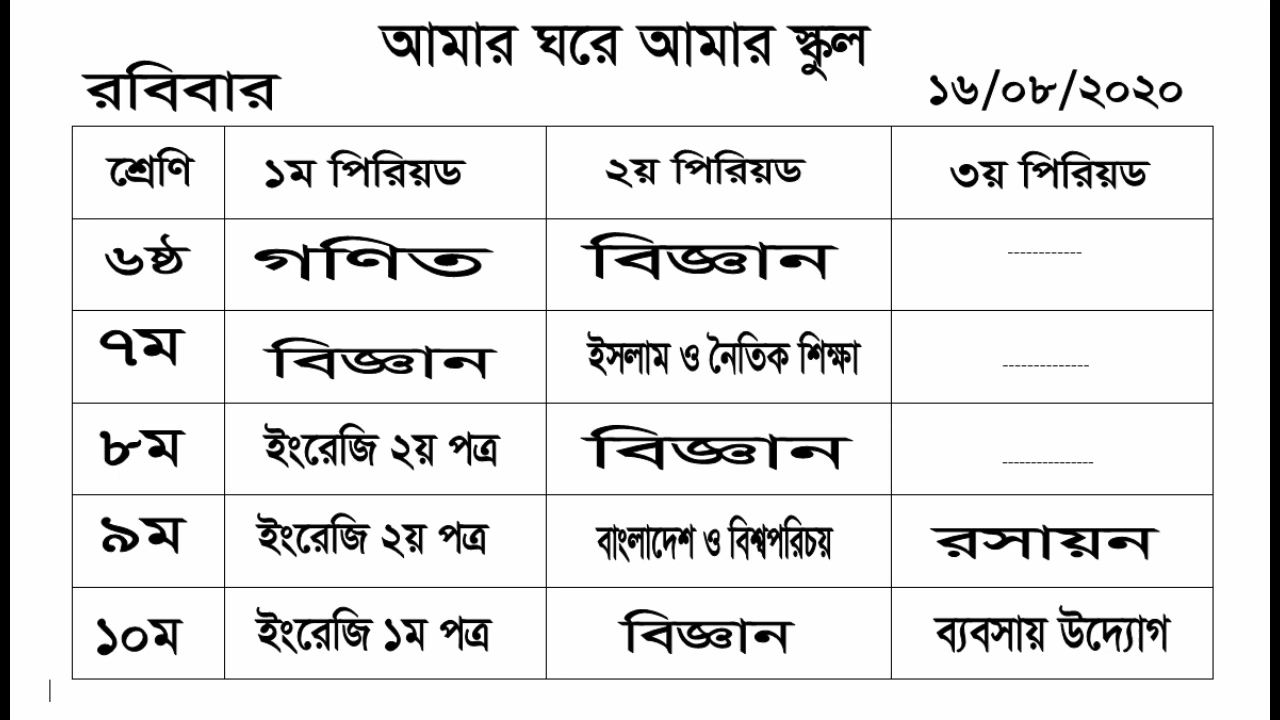 আমার ঘরে আমার স্কুল
রবিবার ১৬/০৮/২০২০
শ্রেণি ১ম পিরিয়ড ২য় পিরিয়ড ৩য় পিরিয়ড
৬ষ্ঠ গণিত বিজ্ঞান ------------
৭ম বিজ্ঞান ইসলাম ও নৈতিক শিক্ষা --------------
৮ম ইংরেজি ২য় পত্র বিজ্ঞান ---------------
৯ম ইংরেজি ২য় পত্র বাংলাদেশ ও বিশ্বপরিচয় রসায়ন
১০ম ইংরেজি ১ম পত্র বিজ্ঞান ব্যবসায় উদ্যোগ